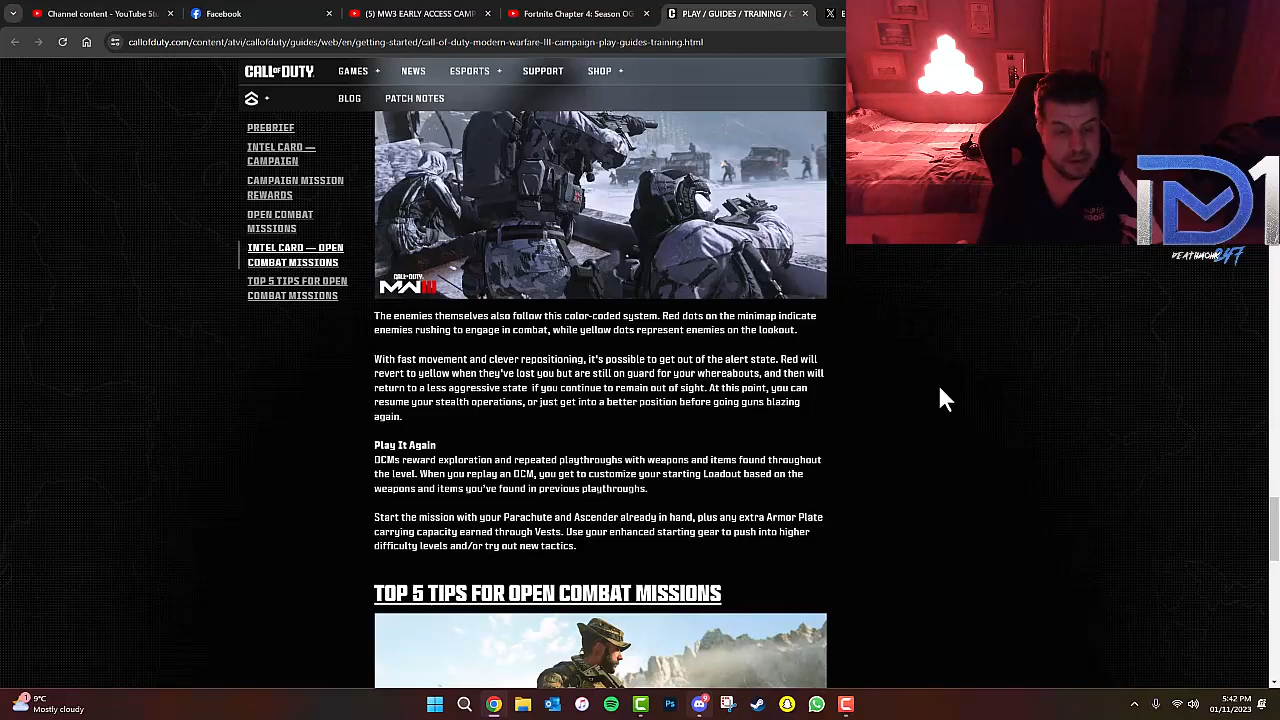 Channel content - YouTube Stu
Facebook
(5) MW3 EARLY ACCESS CAMP
Fortnite Chapter 4: Season OG
PLAY / GUIDES / TRAINING / C
callofduty.com/content/atvi/callofduty/guides/web/en/getting-started/call-of-duty-modern-warfare-III-campaign-play-guides-training.html
CALL OF DUTY
GAMES +
NEWS
ESPORTS +
SUPPORT
SHOP +
BLOG
PATCH NOTES
PREBRIEF
INTEL CARD —
CAMPAIGN
CAMPAIGN MISSION
REWARDS
OPEN COMBAT
MISSIONS
INTEL CARD — OPEN
COMBAT MISSIONS
TOP 5 TIPS FOR OPEN
COMBAT MISSIONS
CALL OF DUTY
MWIII
The enemies themselves also follow this color-coded system. Red dots on the minimap indicate
enemies rushing to engage in combat, while yellow dots represent enemies on the lookout.
With fast movement and clever repositioning, it's possible to get out of the alert state. Red will
revert to yellow when they've lost you but are still on guard for your whereabouts, and then will
return to a less aggressive state if you continue to remain out of sight. At this point, you can
resume your stealth operations, or just get into a better position before going guns blazing
again.
Play It Again
OCMs reward exploration and repeated playthroughs with weapons and items found throughout
the level. When you replay an OCM, you get to customize your starting Loadout based on the
weapons and items you've found in previous playthroughs.
Start the mission with your Parachute and Ascender already in hand, plus any extra Armor Plate
carrying capacity earned through Vests. Use your enhanced starting gear to push into higher
difficulty levels and/or try out new tactics.
TOP 5 TIPS FOR OPEN COMBAT MISSIONS
1
9°C
Mostly cloudy
9
5:42 PM
01/11/2023